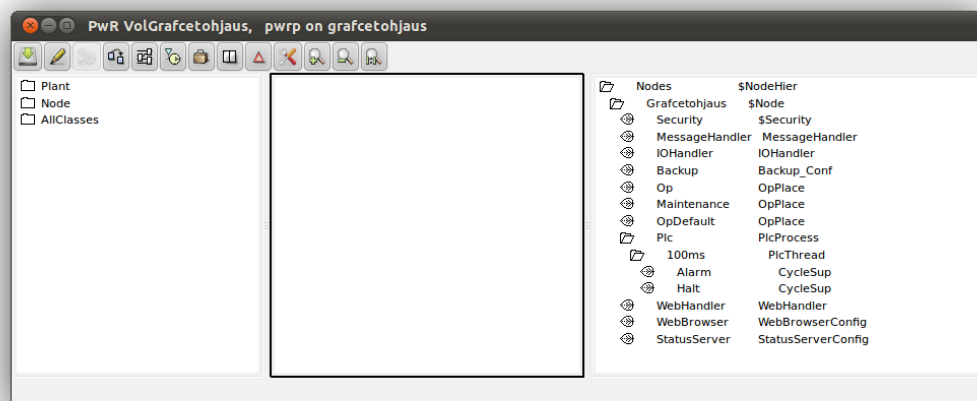 PwR VolGrafcetohjaus, pwrp on grafcetohjaus
Plant
Node
AllClasses
Nodes $NodeHier
Grafcetohjaus $Node
Security $Security
MessageHandler MessageHandler
IOHandler IOHandler
Backup Backup_Conf
Op OpPlace
Maintenance OpPlace
OpDefault OpPlace
Plc PlcProcess
100ms PlcThread
Alarm CycleSup
Halt CycleSup
WebHandler WebHandler
WebBrowser WebBrowserConfig
StatusServer StatusServerConfig